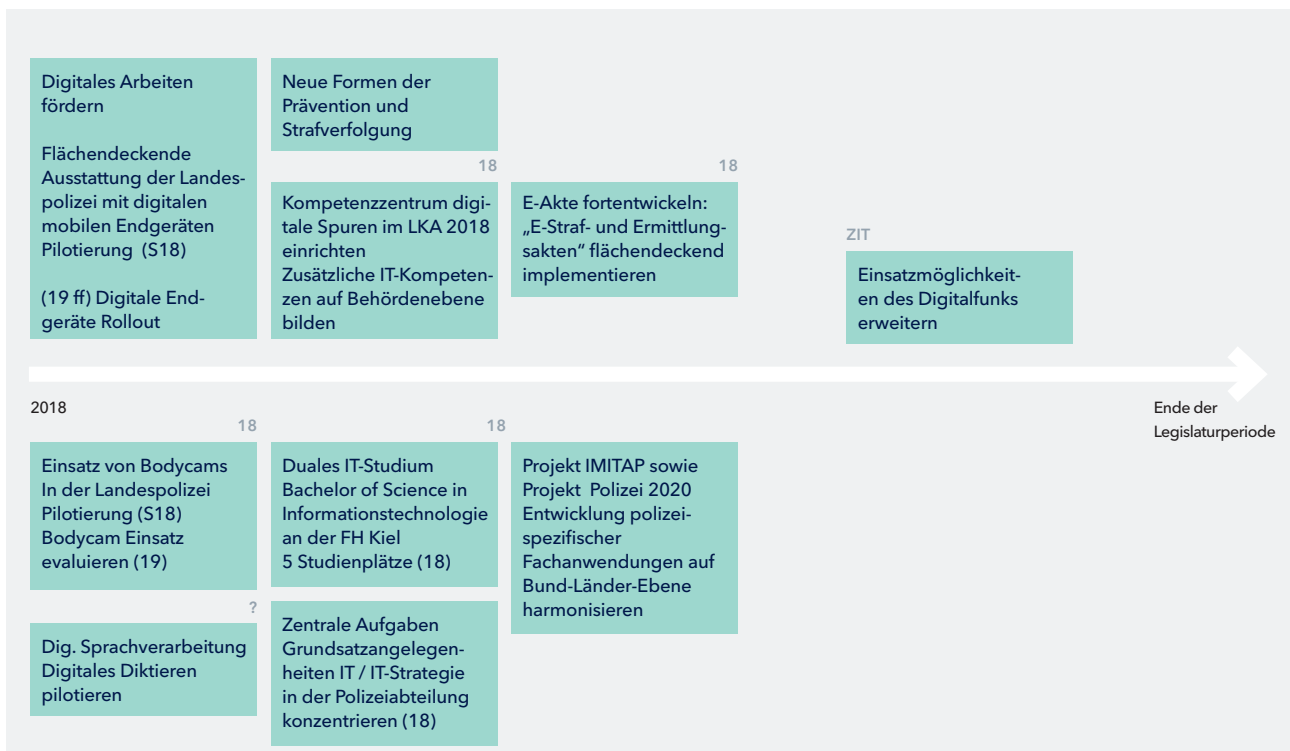 Digitales Arbeiten
fördern
Flächendeckende
Ausstattung der Landes-
polizei mit digitalen
mobilen Endgeräten
Pilotierung (S18)
(19 ff) Digitale End-
geräte Rollout
Neue Formen der
Prävention und
Strafverfolgung
18
Kompetenzzentrum digi-
tale Spuren im LKA 2018
einrichten
Zusätzliche IT-Kompeten-
zen auf Behördenebene
bilden
18
E-Akte fortentwickeln:
„E-Straf- und Ermittlung-
sakten" flächendeckend
implementieren
ZIT
Einsatzmöglichkeit-
en des Digitalfunks
erweitern
2018
Ende der
Legislaturperiode
18
Einsatz von Bodycams
In der Landespolizei
Pilotierung (S18)
Bodycam Einsatz
evaluieren (19)
?
Dig. Sprachverarbeitung
Digitales Diktieren
pilotieren
18
Duales IT-Studium
Bachelor of Science in
Informationstechnologie
an der FH Kiel
5 Studienplätze (18)
Zentrale Aufgaben
Grundsatzangelegen-
heiten IT / IT-Strategie
in der Polizeiabteilung
konzentrieren (18)
Projekt IMITAP sowie
Projekt Polizei 2020
Entwicklung polizei-
spezifischer
Fachanwendungen auf
Bund-Länder-Ebene
harmonisieren